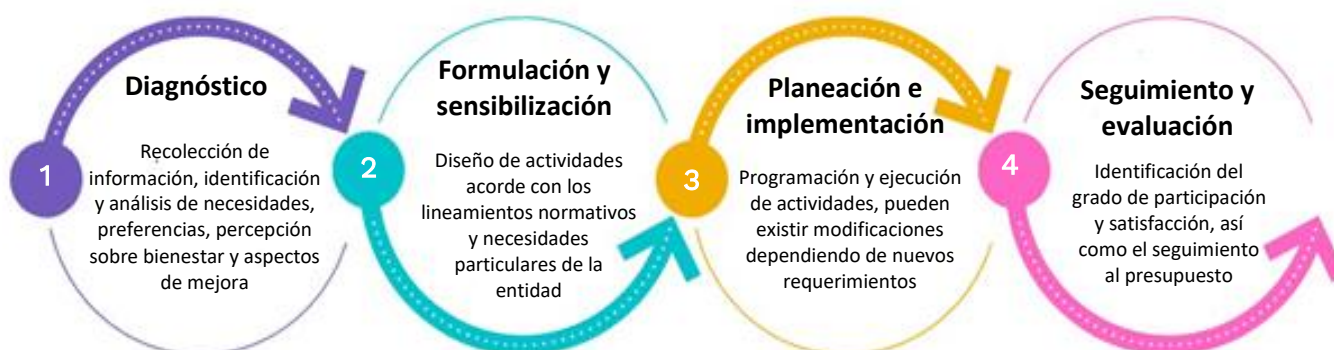 1
Diagnóstico
Recolección de
información, identificación
y análisis de necesidades,
preferencias, percepción
sobre bienestar y aspectos
de mejora
2
Formulación y
sensibilización
Diseño de actividades
acorde con los
lineamientos normativos
y necesidades
particulares de la
entidad
3
Planeación e
implementación
Programación y ejecución
de actividades, pueden
existir modificaciones
dependiendo de nuevos
requerimientos
4
Seguimiento y
evaluación
Identificación del
grado de participación
y satisfacción, así
como el seguimiento
al presupuesto